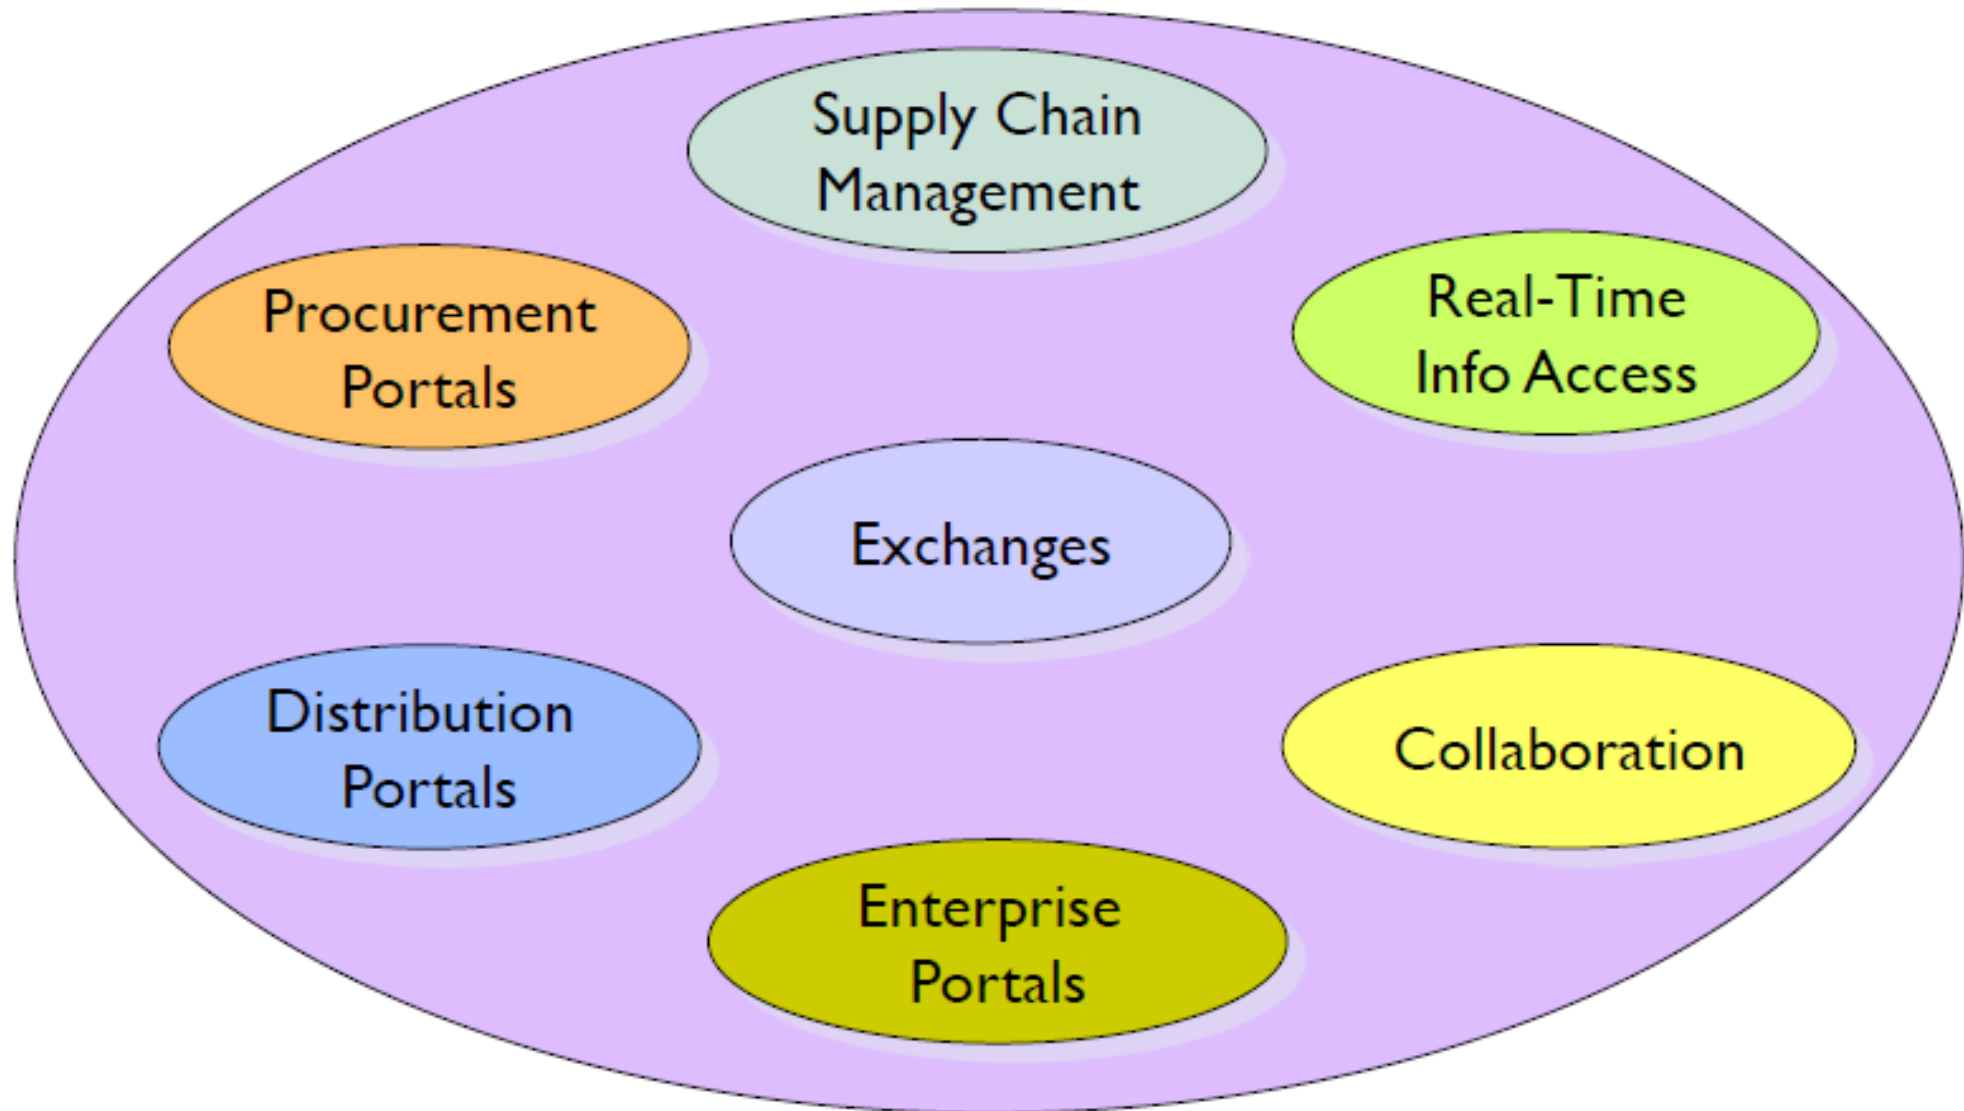 Supply Chain
Management
Procurement
Portals
Real-Time
Info Access
Exchanges
Distribution
Portals
Collaboration
Enterprise
Portals